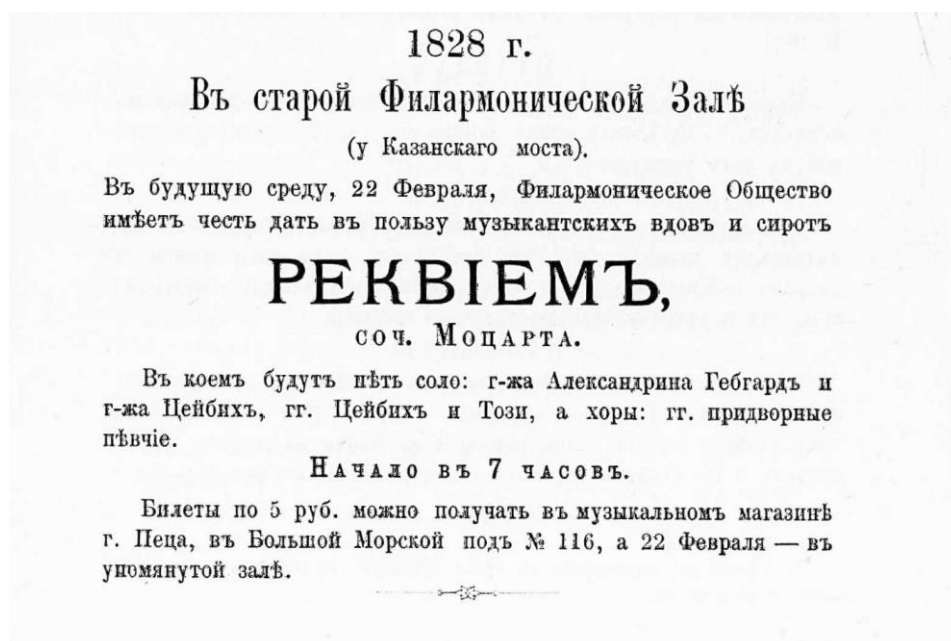 1828 г.
Въ старой Филармонической Залѣ
(у Казанскаго моста).
Въ будущую среду, 22 Февраля, Филармоническое Общество
имѣетъ честь дать въ пользу музыкантскихъ вдовъ и сиротъ
РЕКВІЕМЪ,
соч. Моцарта.
Въ коемъ будутъ пѣть соло: г-жа Александрина Гебгардъ и
г-жа Цейбихъ, гг. Цейбихъ и Този, а хоры: гг. придворные
пѣвчіе.
Начало въ 7 часовъ.
Билеты по 5 руб. можно получать въ музыкальномъ магазинѣ
г. Пеца, въ Большой Морской подъ № 116, а 22 Февраля — въ
упомянутой залѣ.